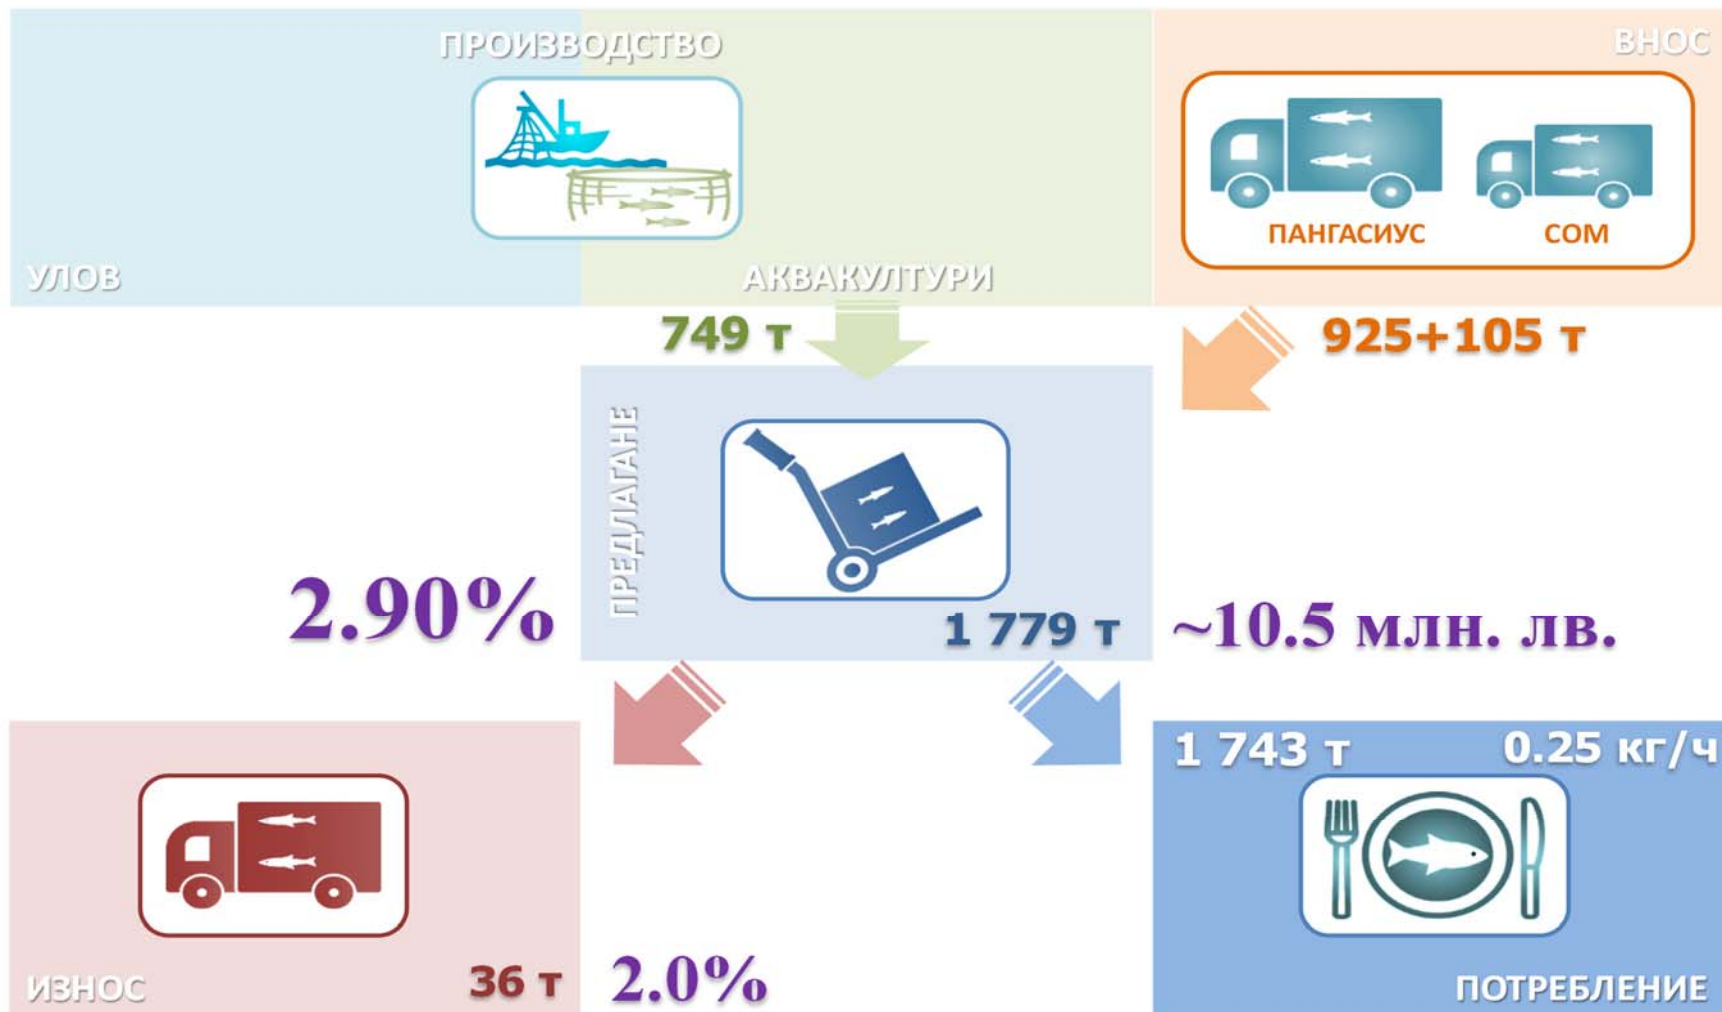 ПРОИЗВОДСТВО
ВНОС
ПАНГАСИУС
СОМ
УЛОВ
АКВАКУЛТУРИ
749 т
925+105 т
ПРЕДЛАГАНЕ
2.90%
1 779 т
~10.5 млн. лв.
1 743 т
0.25 кг/ч
ИЗНОС
36 т
2.0%
ПОТРЕБЛЕНИЕ